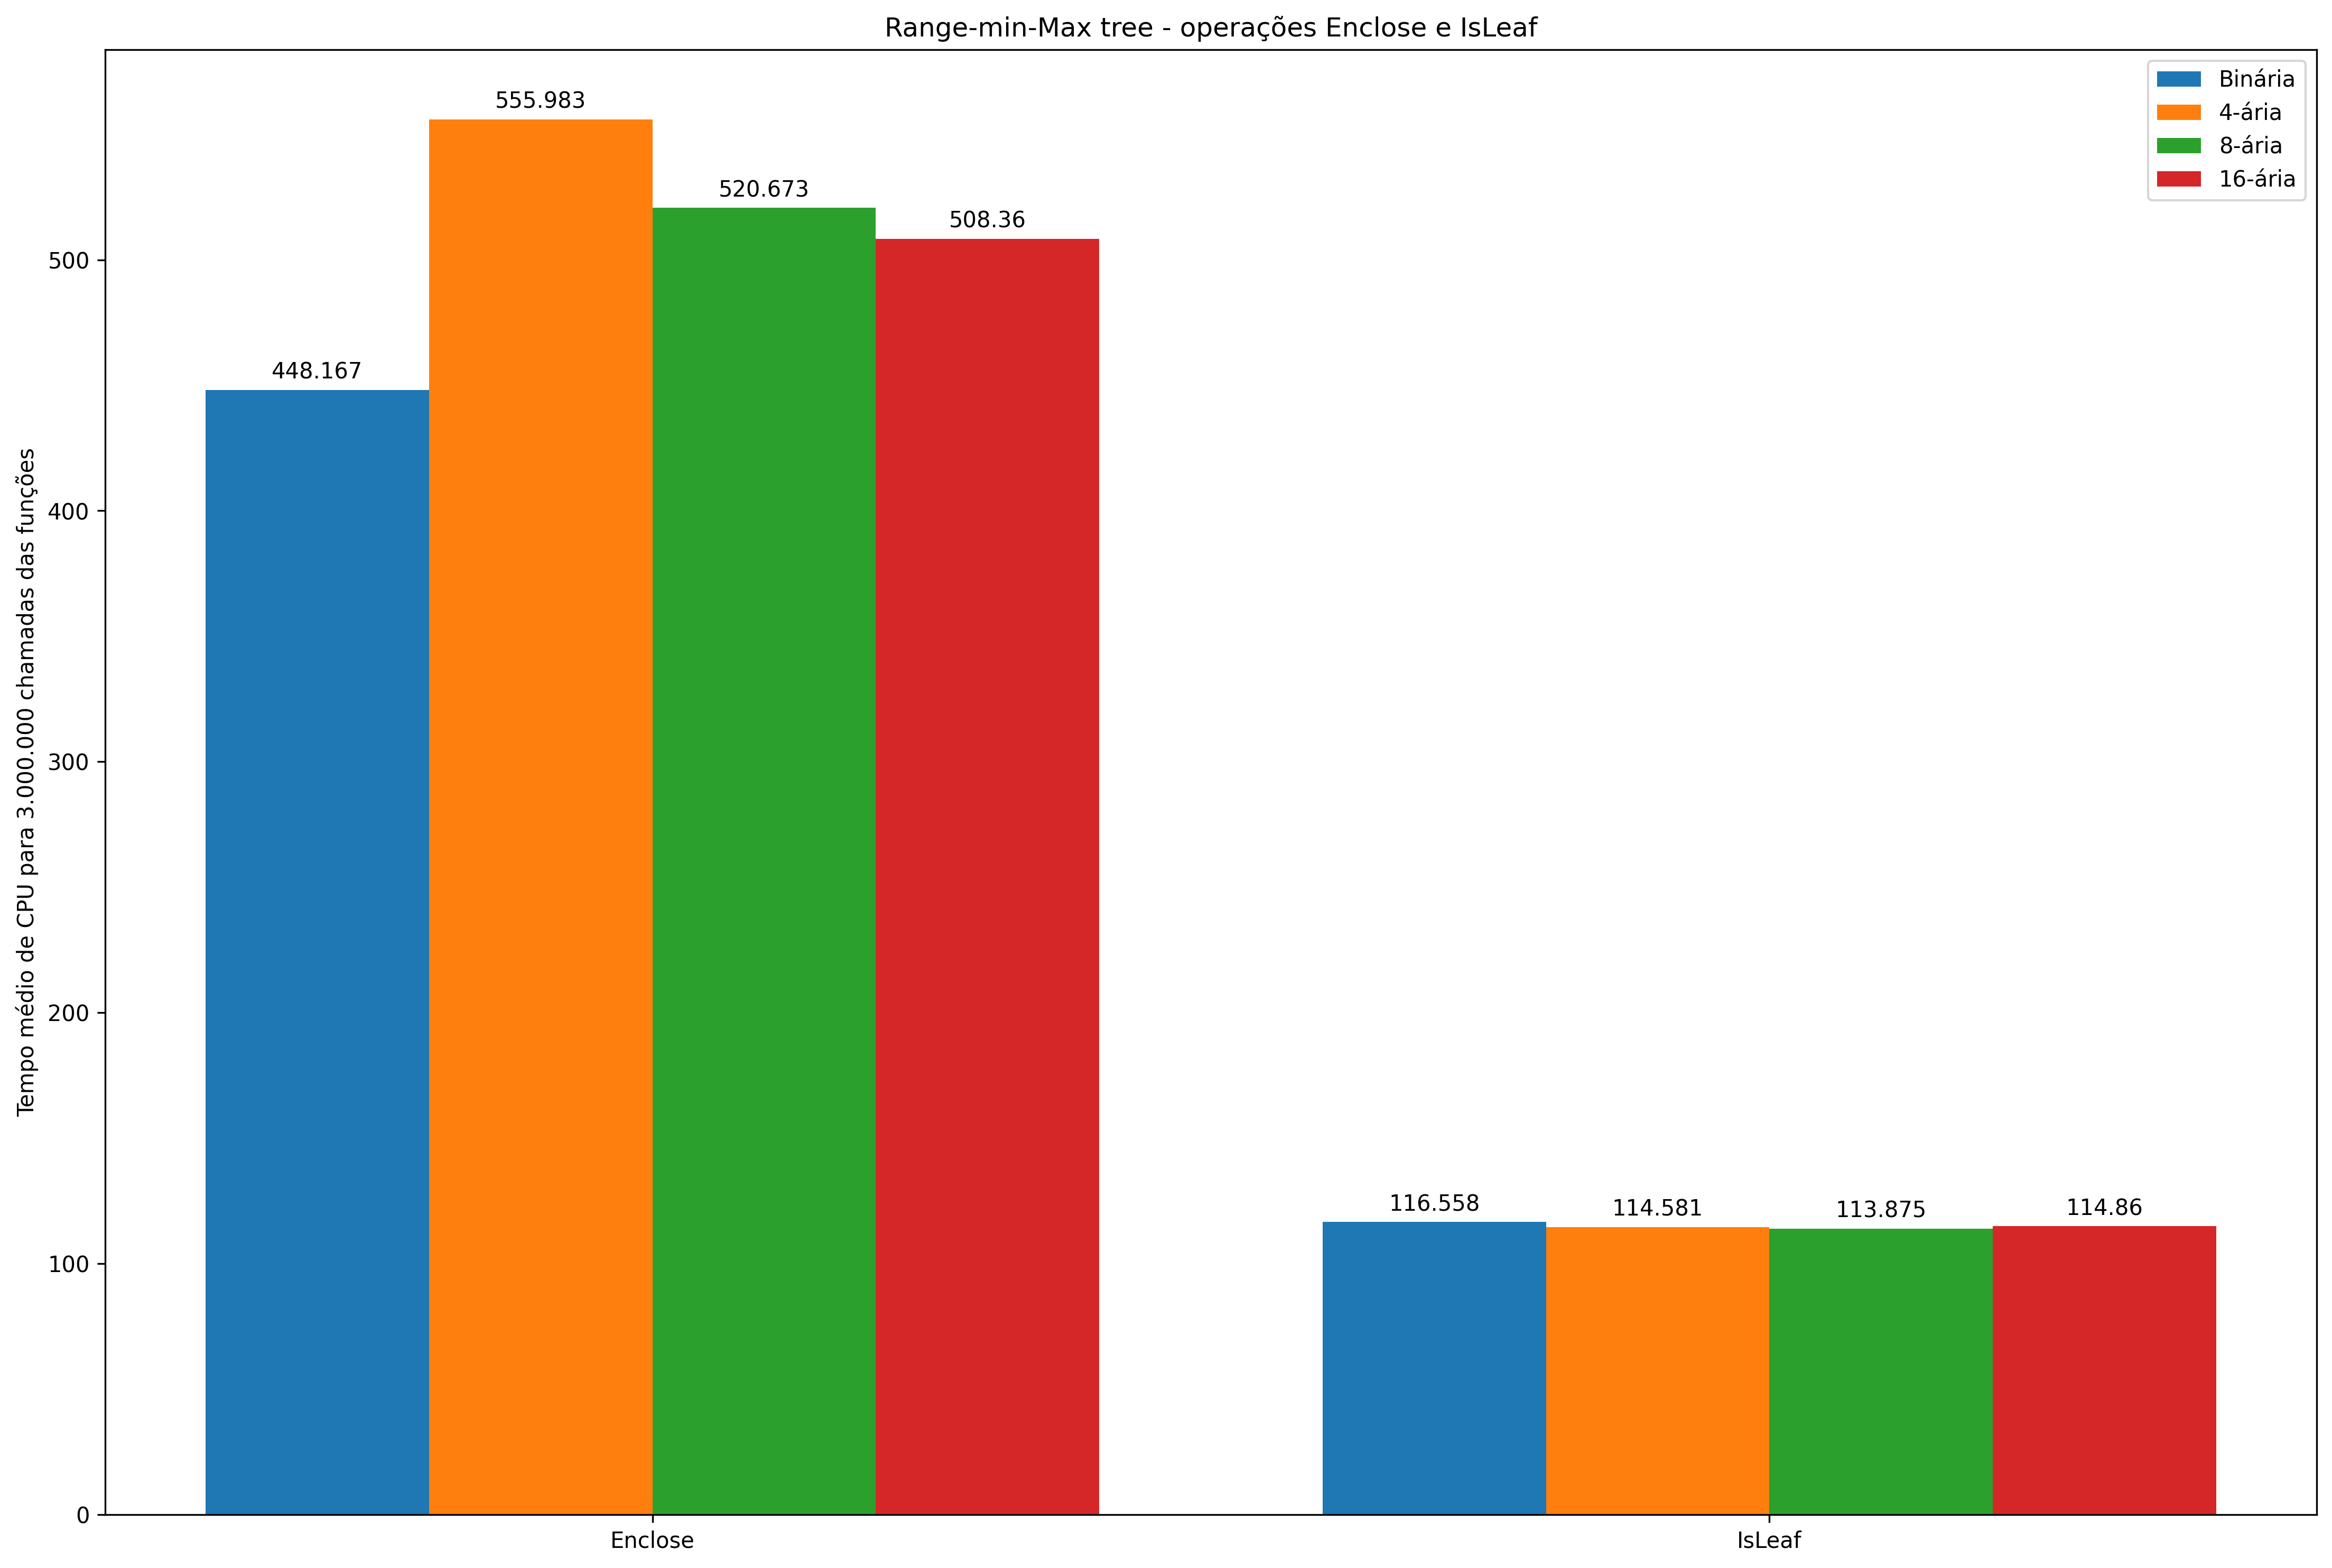 Range-min-Max tree - operações Enclose e IsLeaf
Tempo médio de CPU para 3.000.000 chamadas das funções
Binária
4-ária
8-ária
16-ária
555.983
520.673
508.36
448.167
116.558
114.581
113.875
114.86
500
400
300
200
100
0
Enclose
IsLeaf